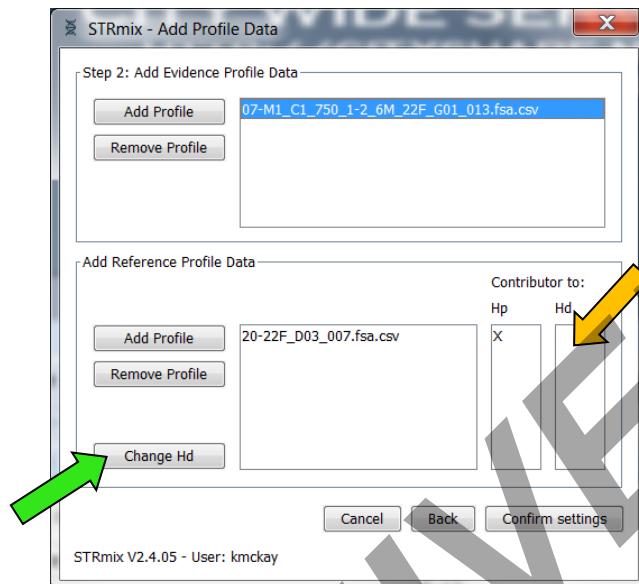 STRmix - Add Profile Data
X
Step 2: Add Evidence Profile Data
Add Profile
07-M1_C1_750_1-2_6M_22F_G01_013.fsa.csv
Remove Profile
Add Reference Profile Data
Contributor to:
Hp Hd
Add Profile
20-22F_D03_007.fsa.csv
X
Remove Profile
Change Hd
Cancel Back Confirm settings
STRmix V2.4.05 - User: kmckay